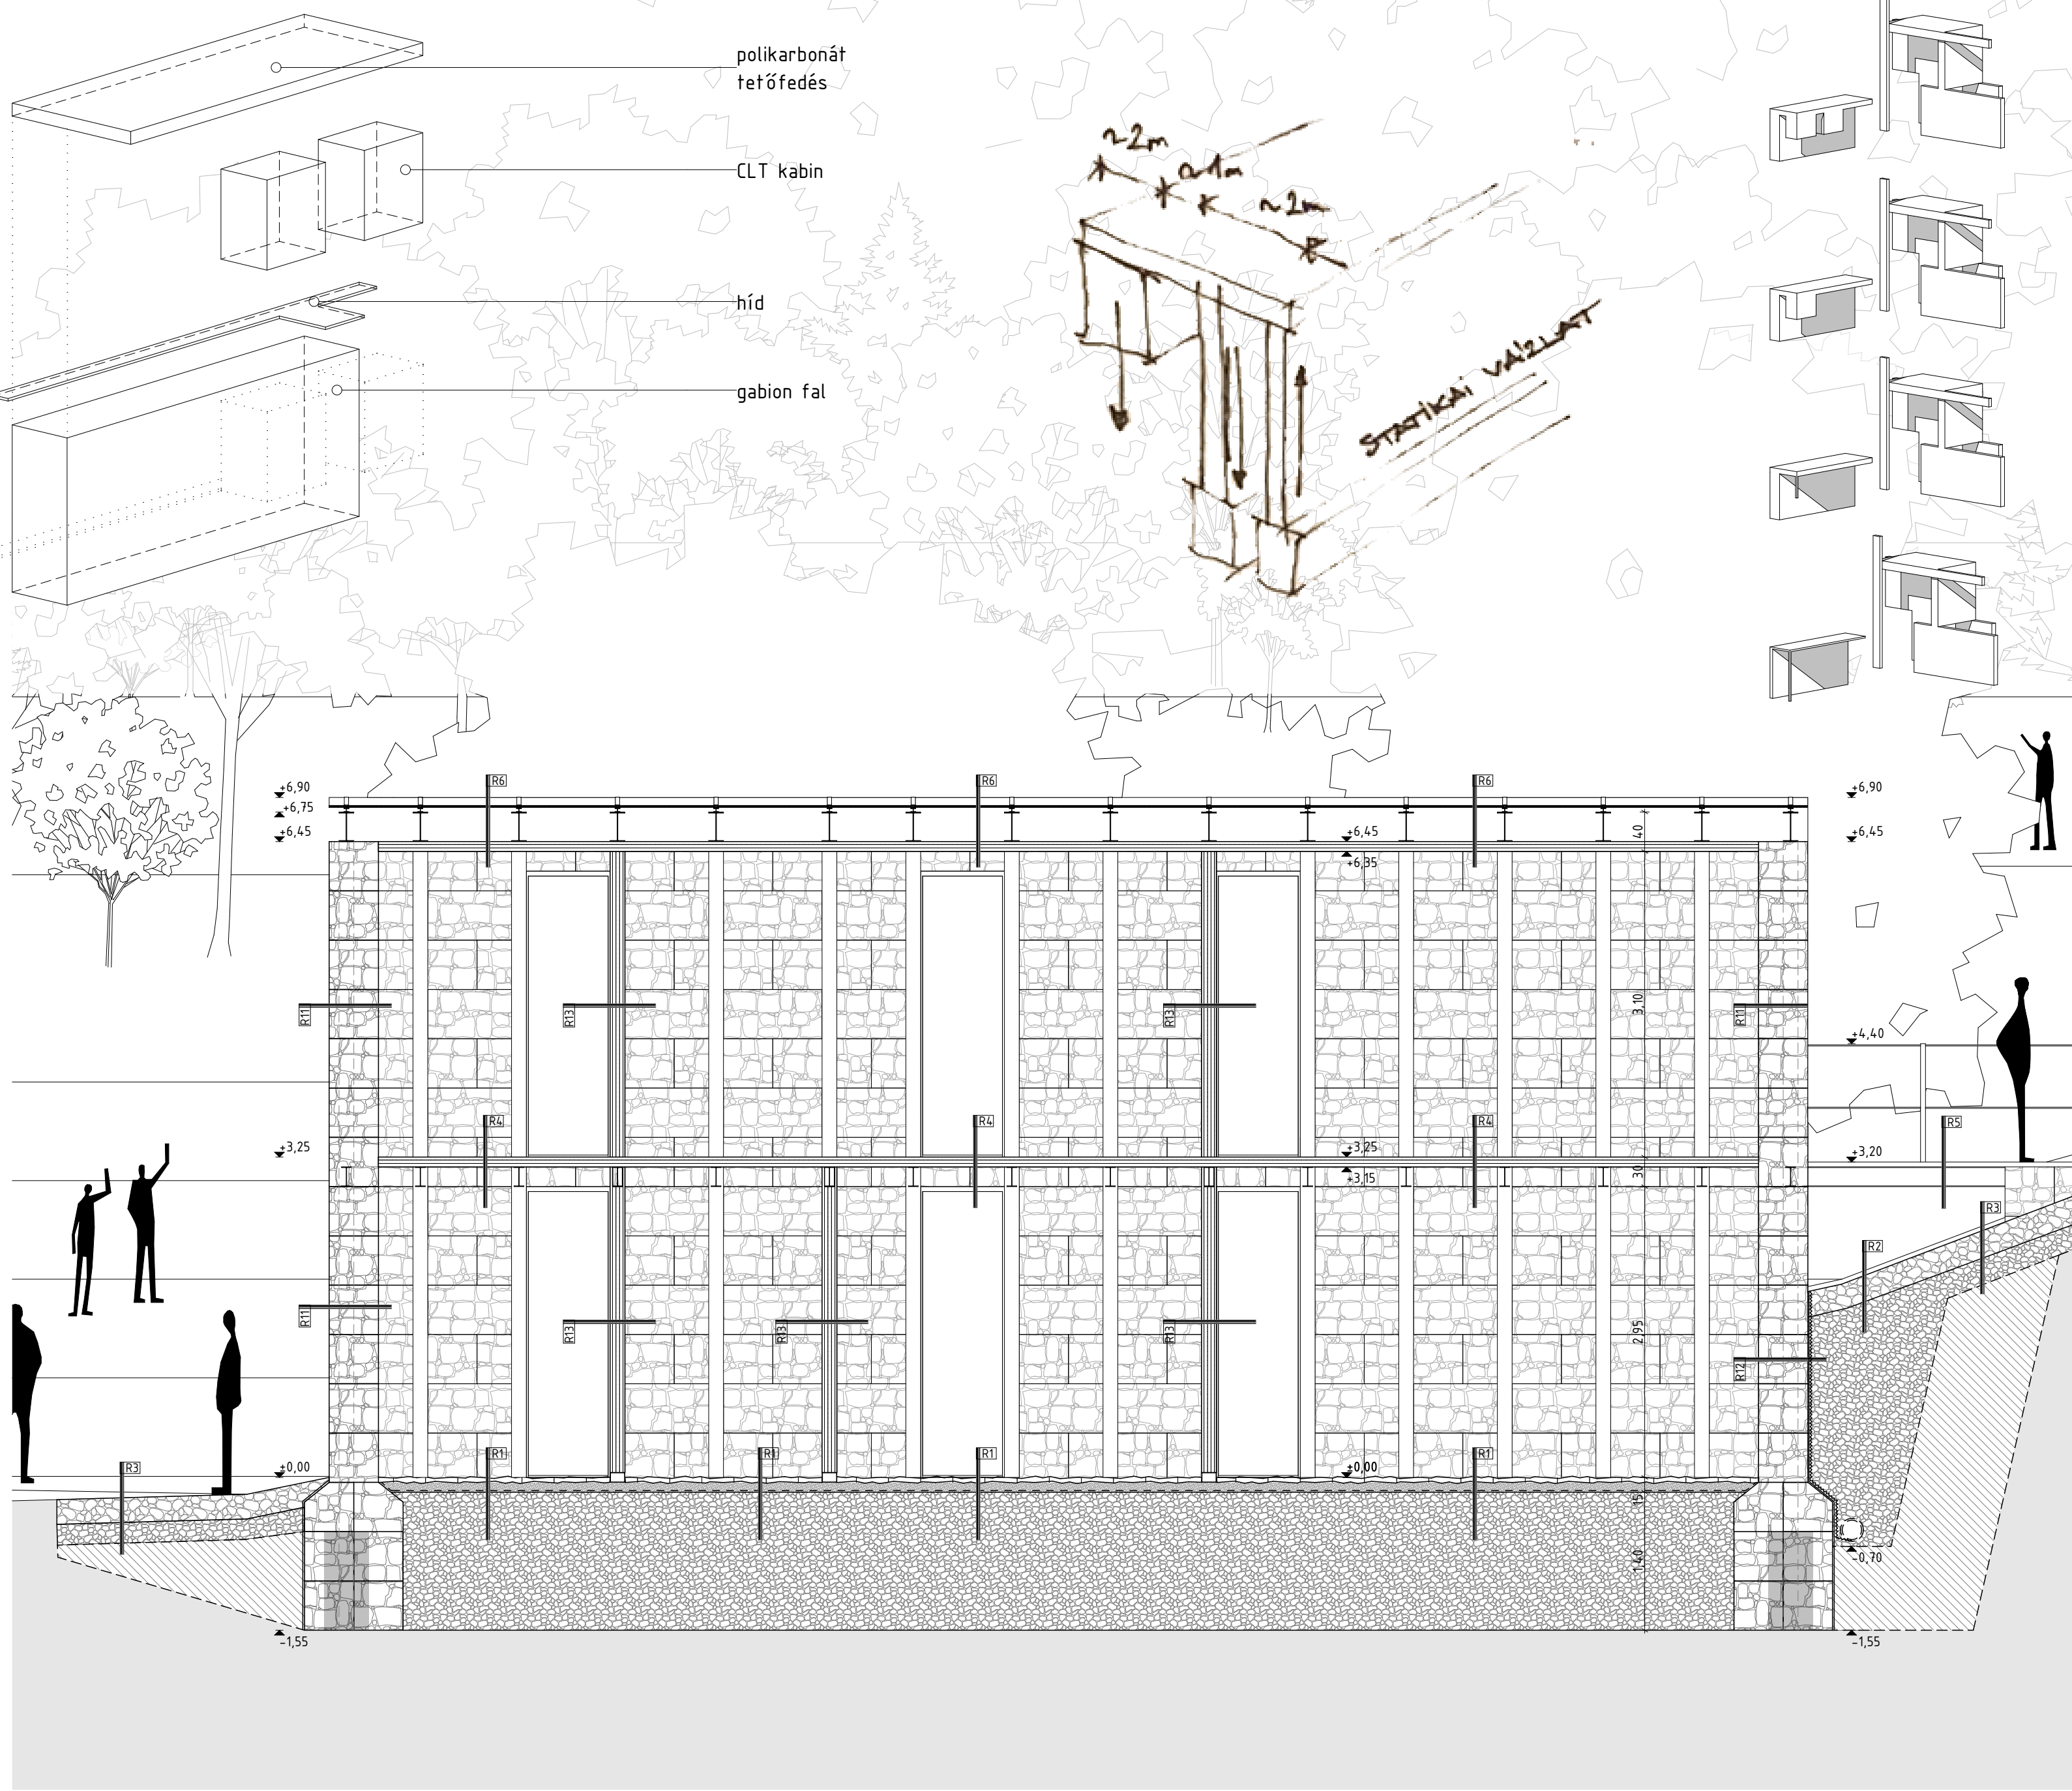 polikarbonát
tetőfedés
CLT kabin
híd
gabion fal
~2m
~1m
~2m
STATIKAI VÁZLAT
R6
R6
R6
+6,90
+6,75
+6,45
+6,90
+6,45
+6,45
+6,35
40
R11
R13
R13
R11
3,10
+4,40
R4
R4
R4
R5
+3,25
+3,25
+3,15
30
+3,20
R3
R2
R11
R13
R13
R13
2,95
R12
R3
+0,00
R1
R1
R1
R1
+0,00
15
1,40
-0,70
-1,55
-1,55